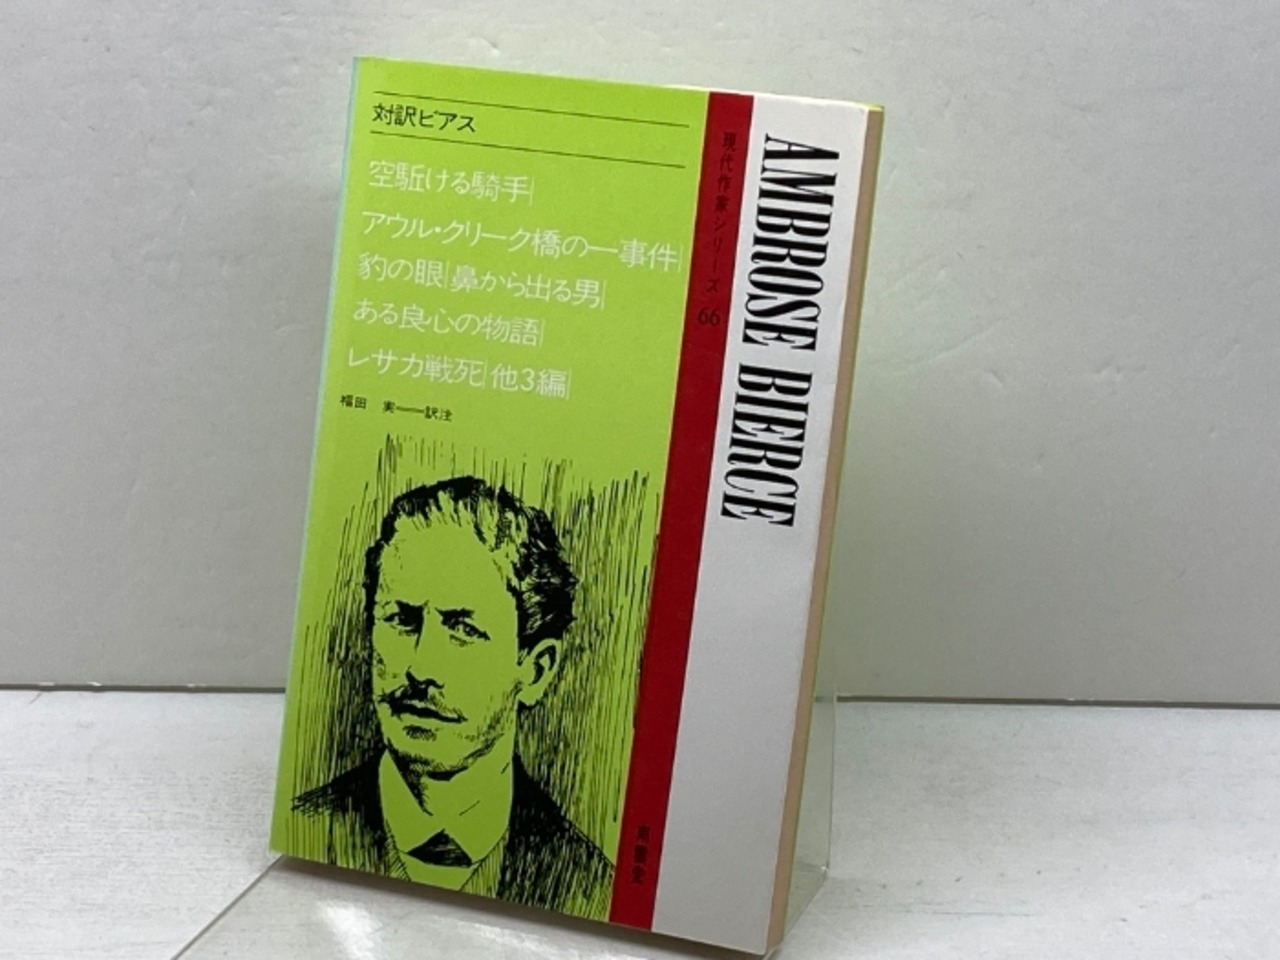 対訳ビアス
空駈ける騎手|
アウル・クリーク橋の一事件|
豹の眼|鼻から出る男|
ある良心の物語|
レサカ戦死|他3編|
福田 実――訳注
現代作家シリーズ 66
AMBROSE BIERCE
南雲堂